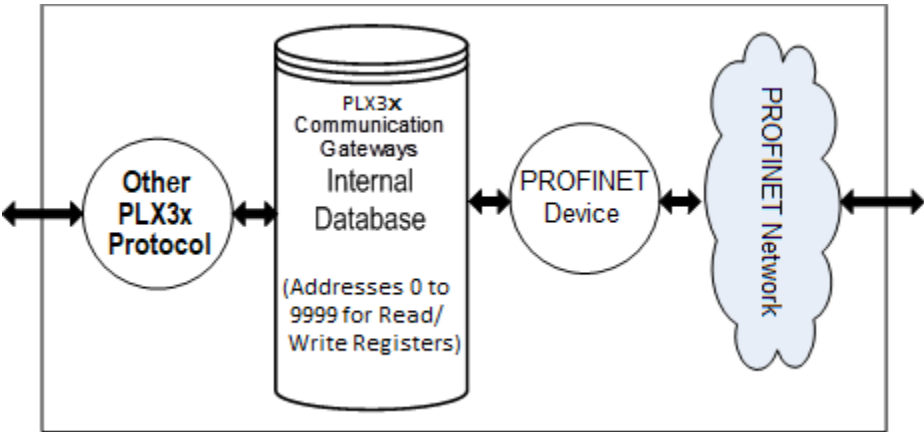 Other
PLX3x
Protocol
PLX3x
Communication
Gateways
Internal
Database
(Addresses 0 to
9999 for Read/
Write Registers)
PROFINET
Device
PROFINET Network